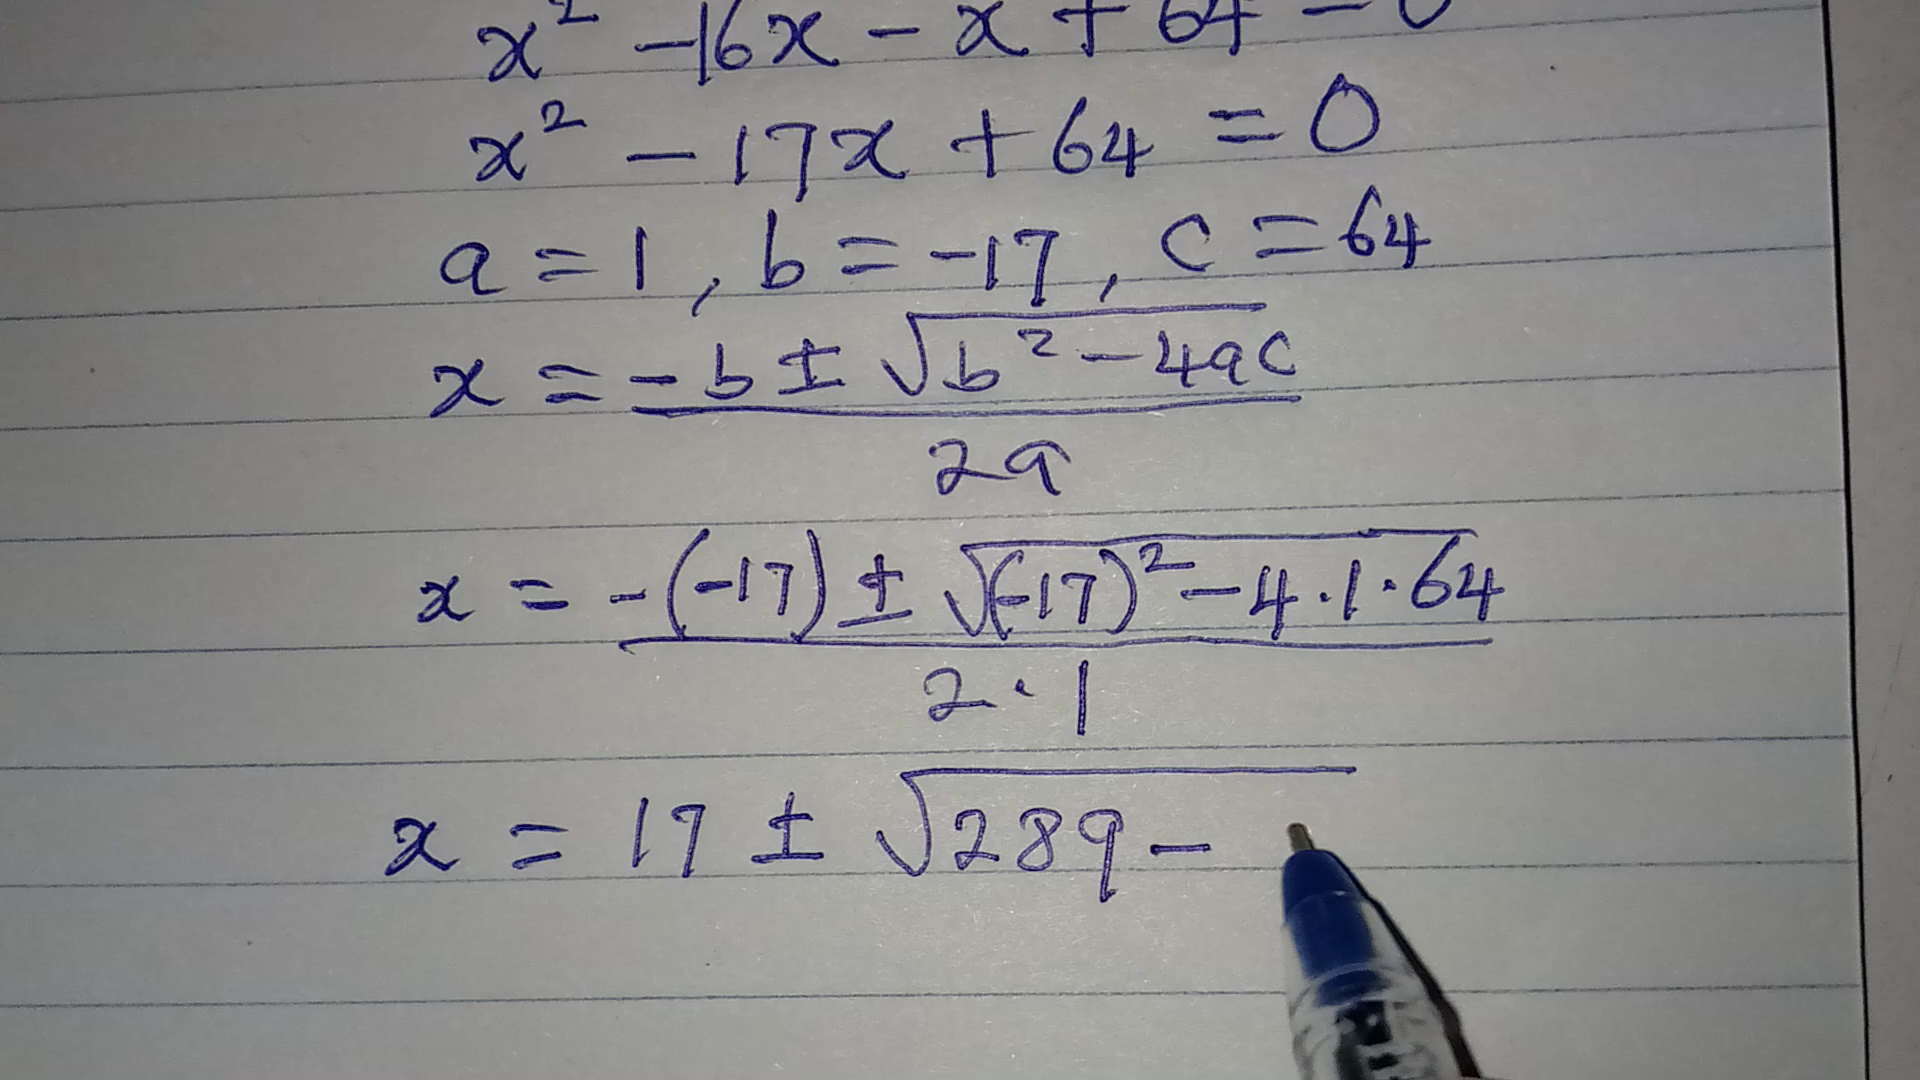 x² - 16x - x + 64 = 0
x² - 17x + 64 = 0
a = 1, b = -17, c = 64
x = -b ± √b² - 4ac
2a
x = -(-17) ± √(-17)² - 4·1·64
2·1
x = 17 ± √289 -